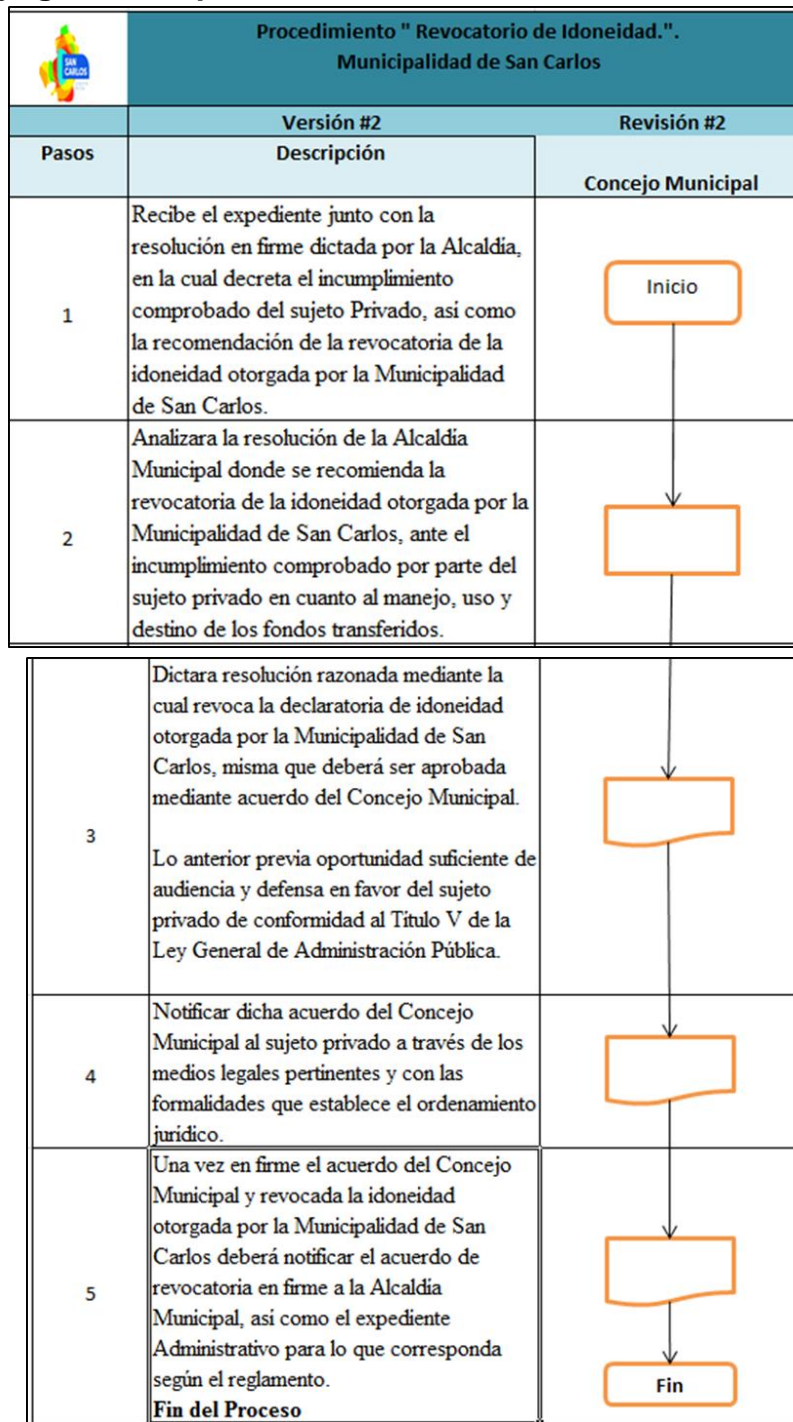 Procedimiento " Revocatorio de Idoneidad.".
Municipalidad de San Carlos
SAN
CARLOS
Versión #2
Revisión #2
Pasos
Descripción
Concejo Municipal
1
Recibe el expediente junto con la
resolución en firme dictada por la Alcaldía,
en la cual decreta el incumplimiento
comprobado del sujeto Privado, así como
la recomendación de la revocatoria de la
idoneidad otorgada por la Municipalidad
de San Carlos.
Inicio
2
Analizara la resolución de la Alcaldía
Municipal donde se recomienda la
revocatoria de la idoneidad otorgada por la
Municipalidad de San Carlos, ante el
incumplimiento comprobado por parte del
sujeto privado en cuanto al manejo, uso y
destino de los fondos transferidos.
3
Dictara resolución razonada mediante la
cual revoca la declaratoria de idoneidad
otorgada por la Municipalidad de San
Carlos, misma que deberá ser aprobada
mediante acuerdo del Concejo Municipal.
Lo anterior previa oportunidad suficiente de
audiencia y defensa en favor del sujeto
privado de conformidad al Título V de la
Ley General de Administración Pública.
4
Notificar dicha acuerdo del Concejo
Municipal al sujeto privado a través de los
medios legales pertinentes y con las
formalidades que establece el ordenamiento
jurídico.
5
Una vez en firme el acuerdo del Concejo
Municipal y revocada la idoneidad
otorgada por la Municipalidad de San
Carlos deberá notificar el acuerdo de
revocatoria en firme a la Alcaldía
Municipal, así como el expediente
Administrativo para lo que corresponda
según el reglamento.
Fin del Proceso
Fin